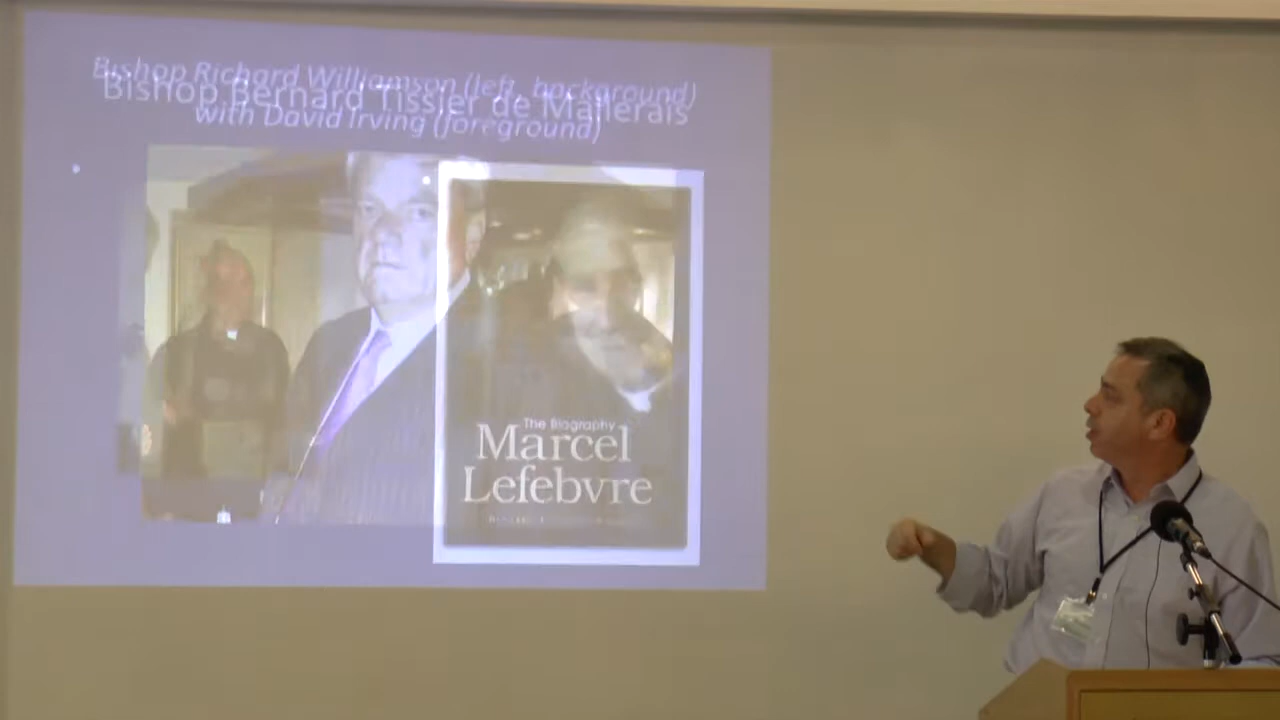 Bishop Richard Williamson (left, background)
Bishop Bernard Tissier de Mallerais
with David Irving (foreground)
The Biography
Marcel
Lefebvre